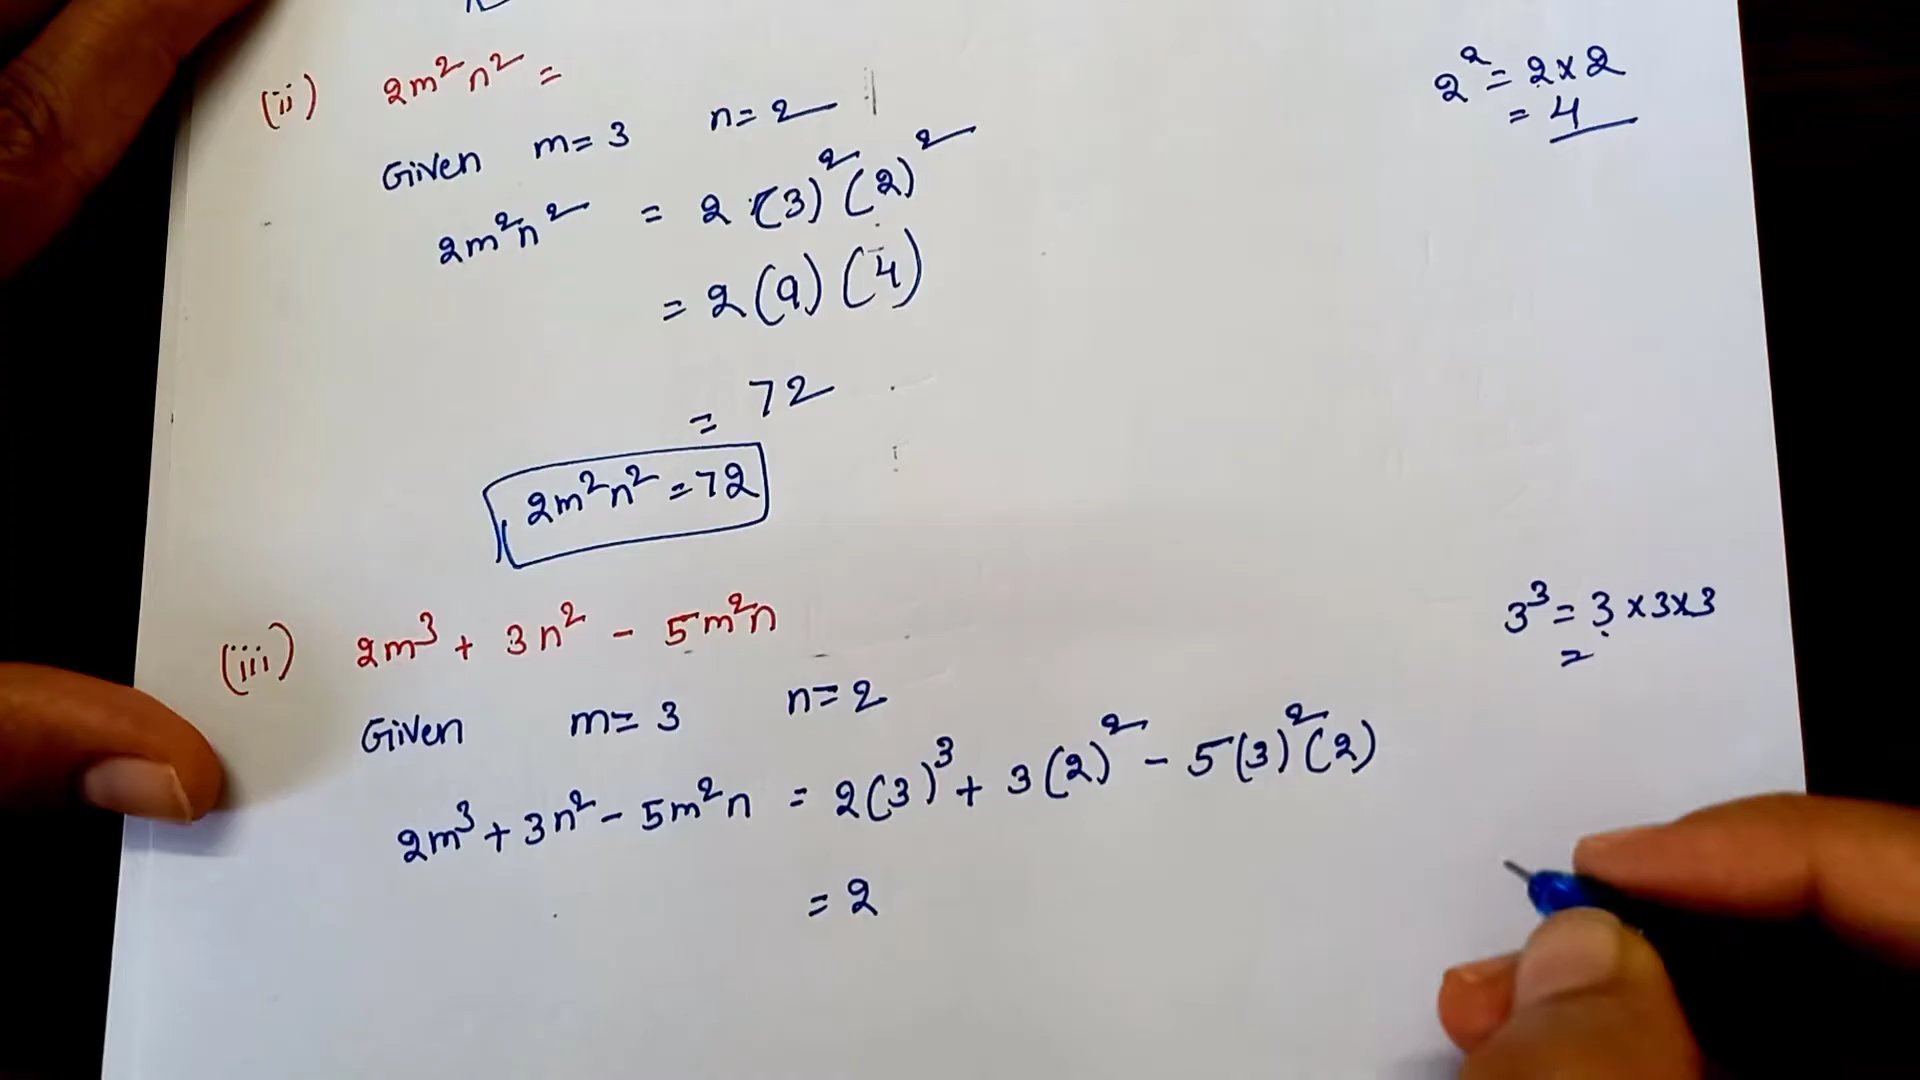 (ii) 2m²n² =
2² = 2×2
= 4
Given m= 3 n= 2
2m²n² = 2 (3)² (2)²
= 2 (9) (4)
= 72
2m²n² = 72
(iii) 2m³ + 3n² - 5m²n
3³ = 3 ×3×3
=
Given m= 3 n= 2
2m³ + 3n² - 5m²n = 2(3)³ + 3(2)² - 5(3)²(2)
= 2